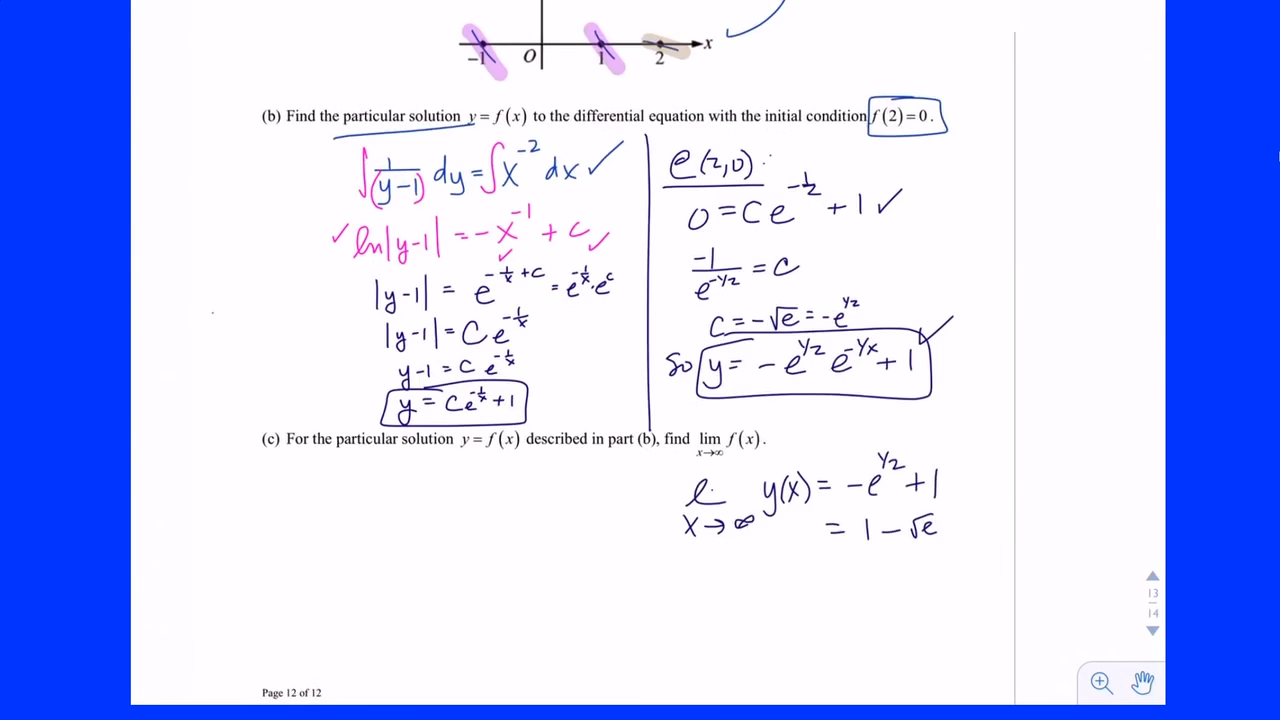 -1 O 1 2 x
(b) Find the particular solution y = f(x) to the differential equation with the initial condition f(2) = 0.
∫ 1/(y-1) dy = ∫ x^-2 dx ✓
✓ ln|y-1| = -x^-1 + c ✓
✓
|y-1| = e^(-1/x + c) = e^(-1/x) · e^c
|y-1| = C e^(-1/x)
y-1 = C e^(-1/x)
y = C e^(-1/x) + 1
@ (2,0) :
0 = C e^(-1/2) + 1 ✓
-1/e^(-1/2) = C
C = -√e = -e^(1/2)
So y = -e^(1/2) e^(-1/x) + 1 ✓
(c) For the particular solution y = f(x) described in part (b), find lim x→∞ f(x).
y(x) = -e^(1/2) + 1
x → ∞
= 1 - √e
13
14
Page 12 of 12